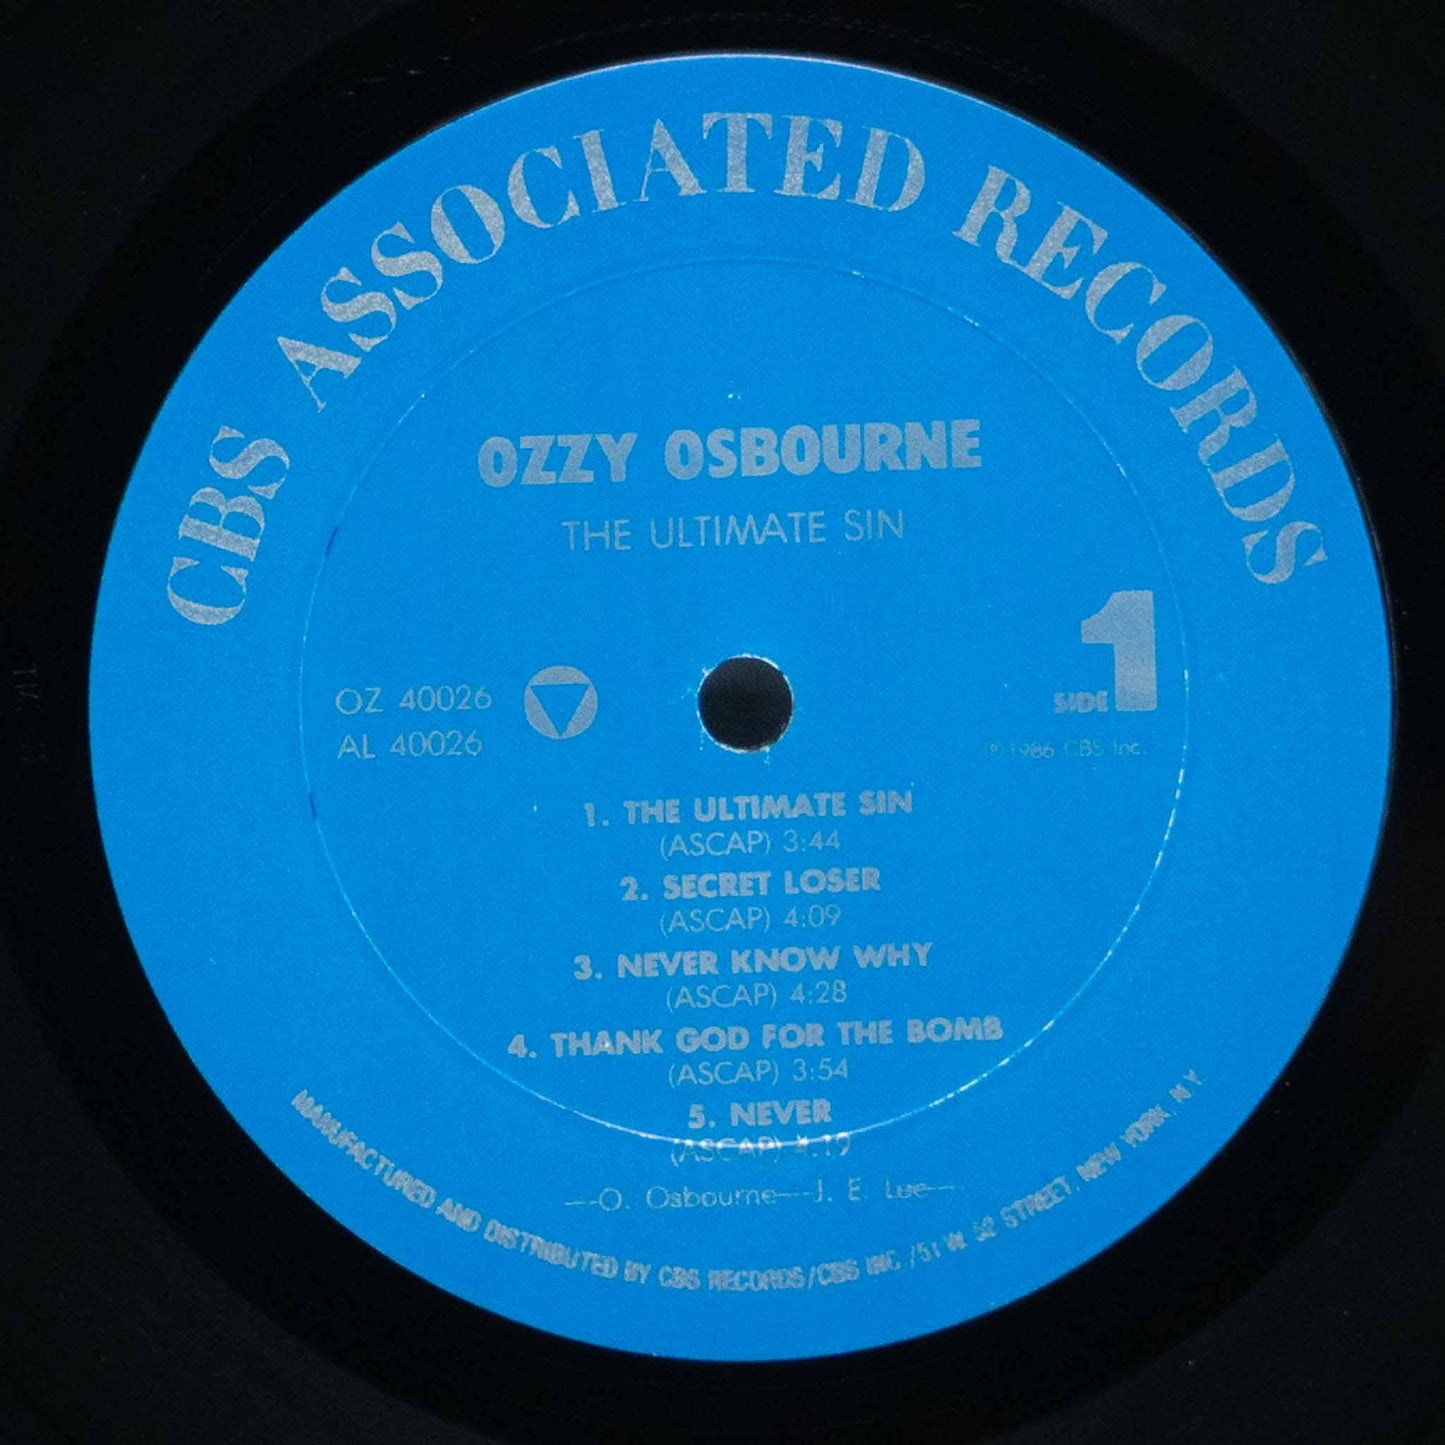 CBS ASSOCIATED RECORDS
OZZY OSBOURNE
THE ULTIMATE SIN
1
SIDE
OZ 40026
AL 40026
℗ 1986 CBS Inc.
1. THE ULTIMATE SIN
(ASCAP) 3:44
2. SECRET LOSER
(ASCAP) 4:09
3. NEVER KNOW WHY
(ASCAP) 4:28
4. THANK GOD FOR THE BOMB
(ASCAP) 3:54
5. NEVER
(ASCAP) 4:19
—O. Osbourne—J. E. Lue—
MANUFACTURED AND DISTRIBUTED BY CBS RECORDS/CBS INC./51 W. 52 STREET, NEW YORK, N.Y.